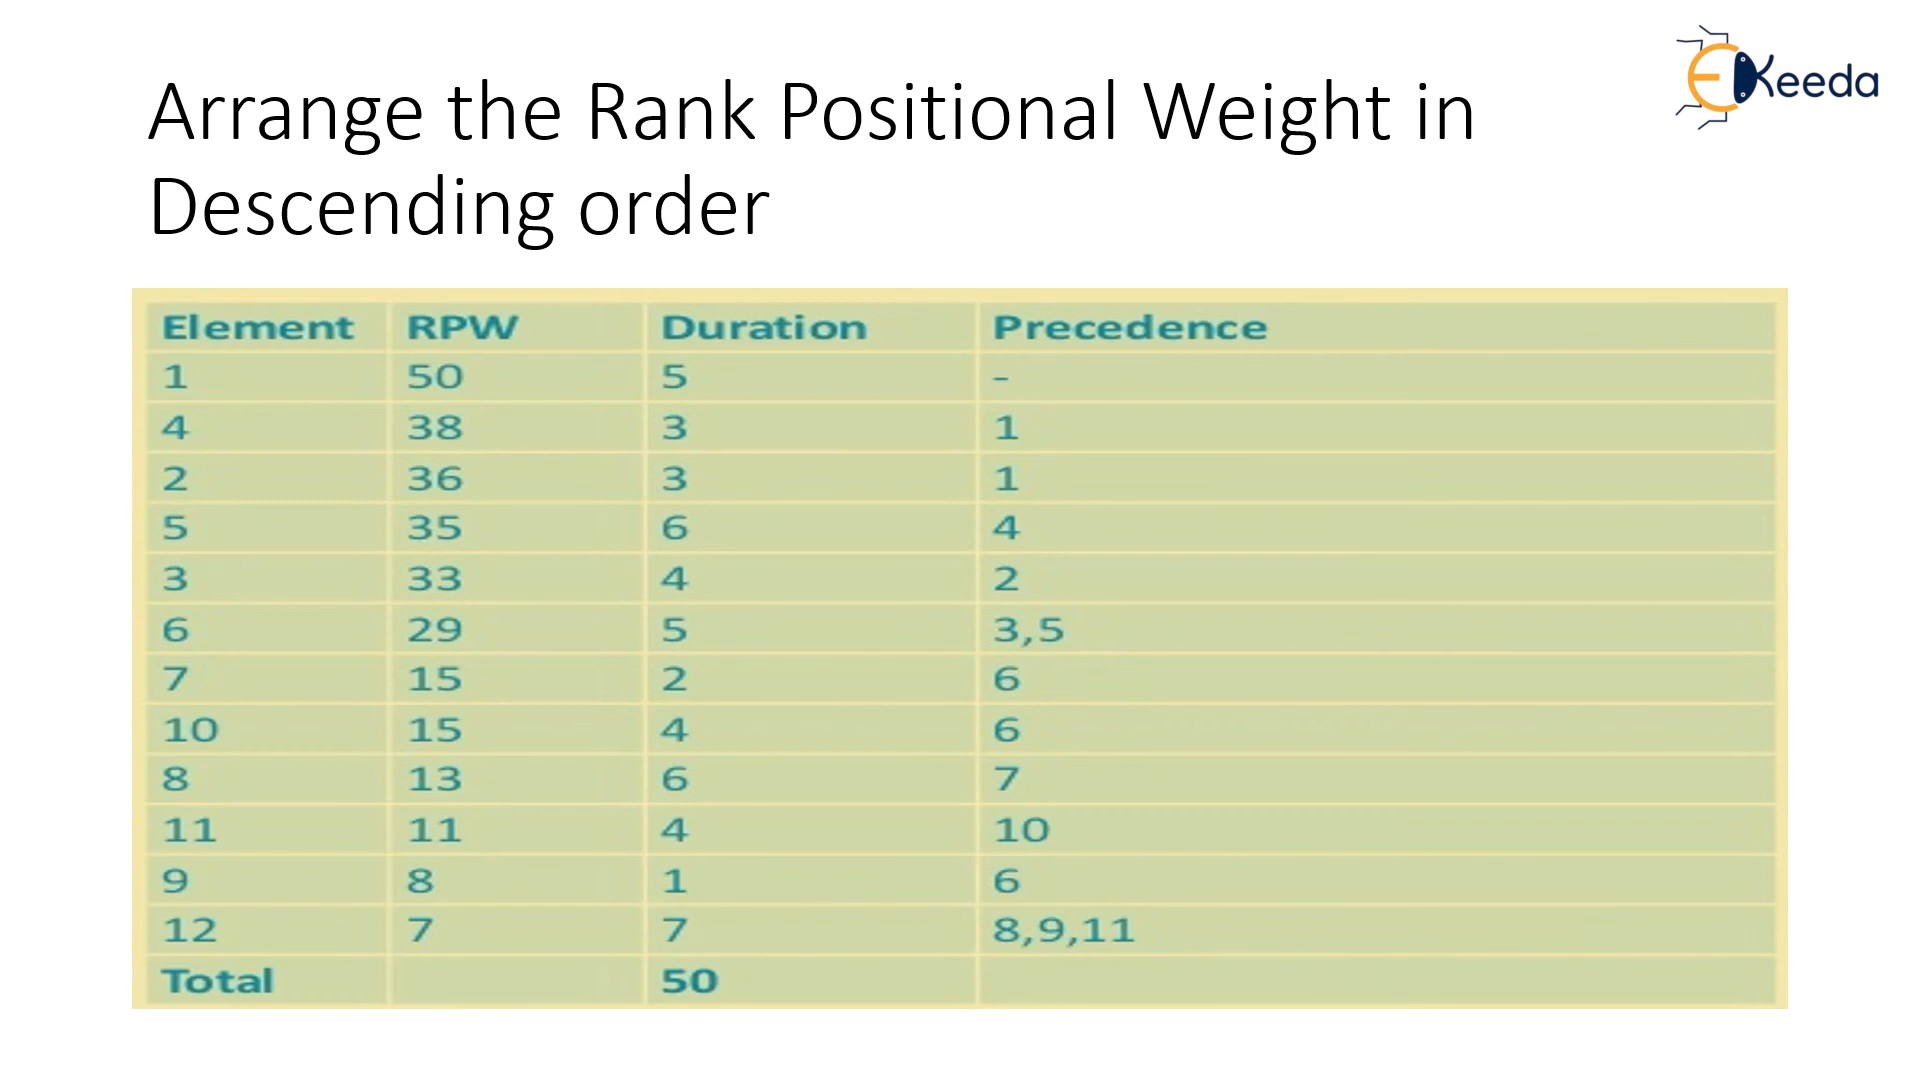 Keeda
Arrange the Rank Positional Weight in
Descending order
Element RPW Duration Precedence
1 50 5 -
4 38 3 1
2 36 3 1
5 35 6 4
3 33 4 2
6 29 5 3,5
7 15 2 6
10 15 4 6
8 13 6 7
11 11 4 10
9 8 1 6
12 7 7 8,9,11
Total 50